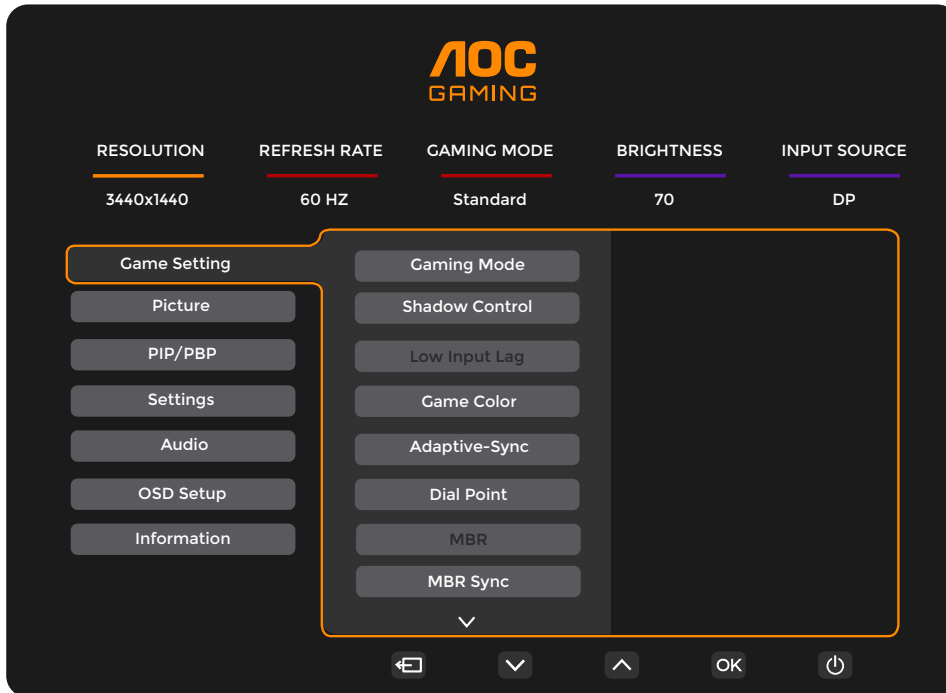 AOC
GAMING
RESOLUTION REFRESH RATE GAMING MODE BRIGHTNESS INPUT SOURCE
3440x1440 60 HZ Standard 70 DP
Game Setting
Picture
PIP/PBP
Settings
Audio
OSD Setup
Information
Gaming Mode
Shadow Control
Low Input Lag
Game Color
Adaptive-Sync
Dial Point
MBR
MBR Sync
OK